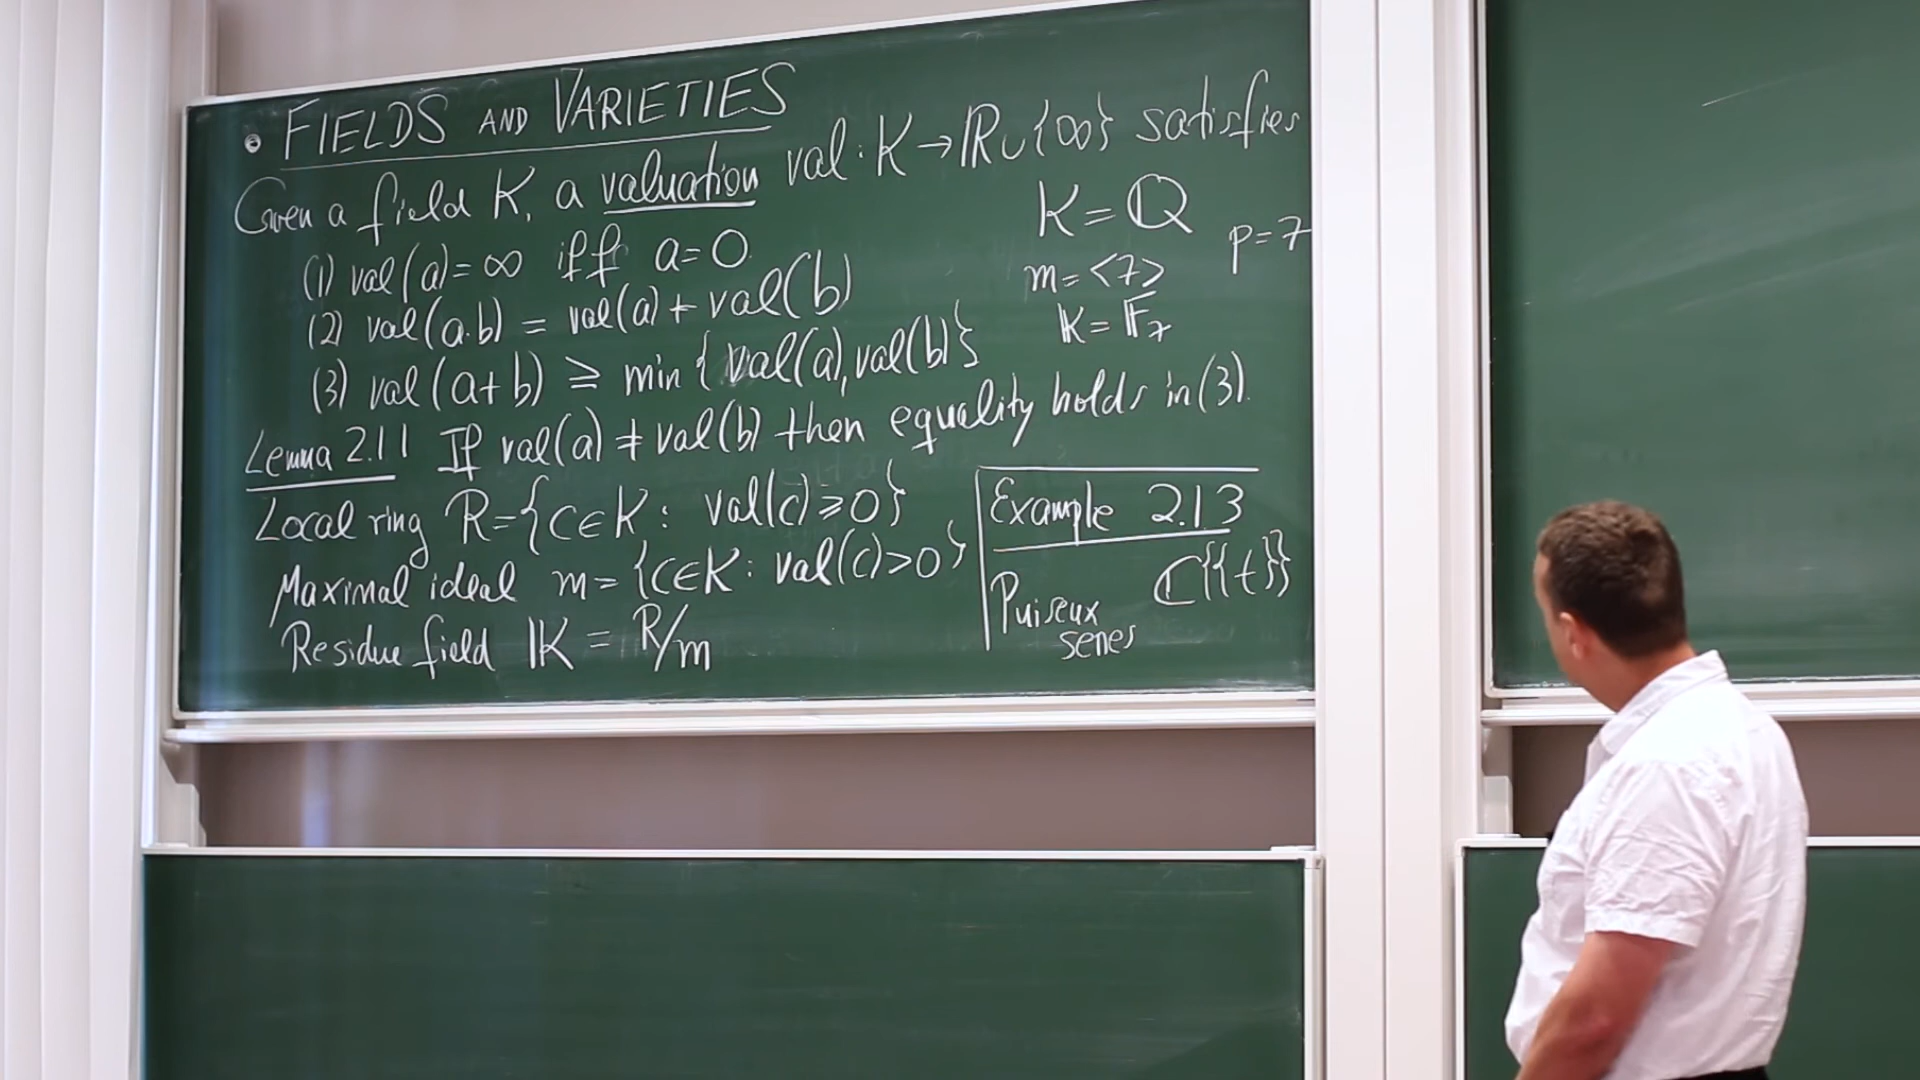 • FIELDS AND VARIETIES
Given a field K, a valuation val: K → ℝ∪{∞} satisfies
(1) val(a) = ∞ iff a = 0
(2) val(a·b) = val(a) + val(b)
(3) val(a+b) ≥ min{val(a), val(b)}
K = ℚ
p = 7
m = <7>
𝕜 = 𝔽₇
Lemma 2.1.1 If val(a) ≠ val(b) then equality holds in (3).
Local ring R = {c∈K : val(c) ≥ 0}
Maximal ideal m = {c∈K : val(c) > 0}
Residue field 𝕂 = R/m
Example 2.1.3
Puiseux series
ℂ{{t}}